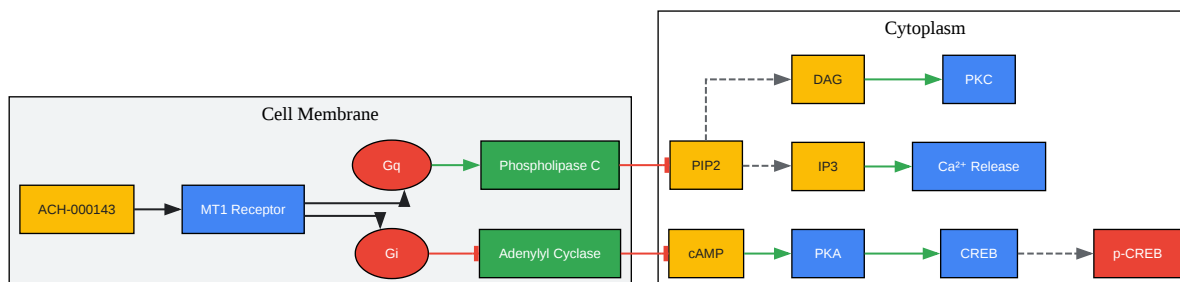 Cytoplasm
DAG
PKC
Cell Membrane
Gq
Phospholipase C
PIP2
IP3
Ca²⁺ Release
ACH-000143
MT1 Receptor
Gi
Adenylyl Cyclase
cAMP
PKA
CREB
p-CREB